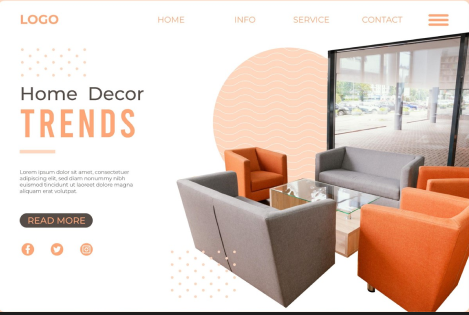 LOGO
HOME INFO SERVICE CONTACT
Home Decor
TRENDS
Lorem ipsum dolor sit amet, consectetuer
adipiscing elit, sed diam nonummy nibh
euismod tincidunt ut laoreet dolore magna
aliquam erat volutpat.
READ MORE